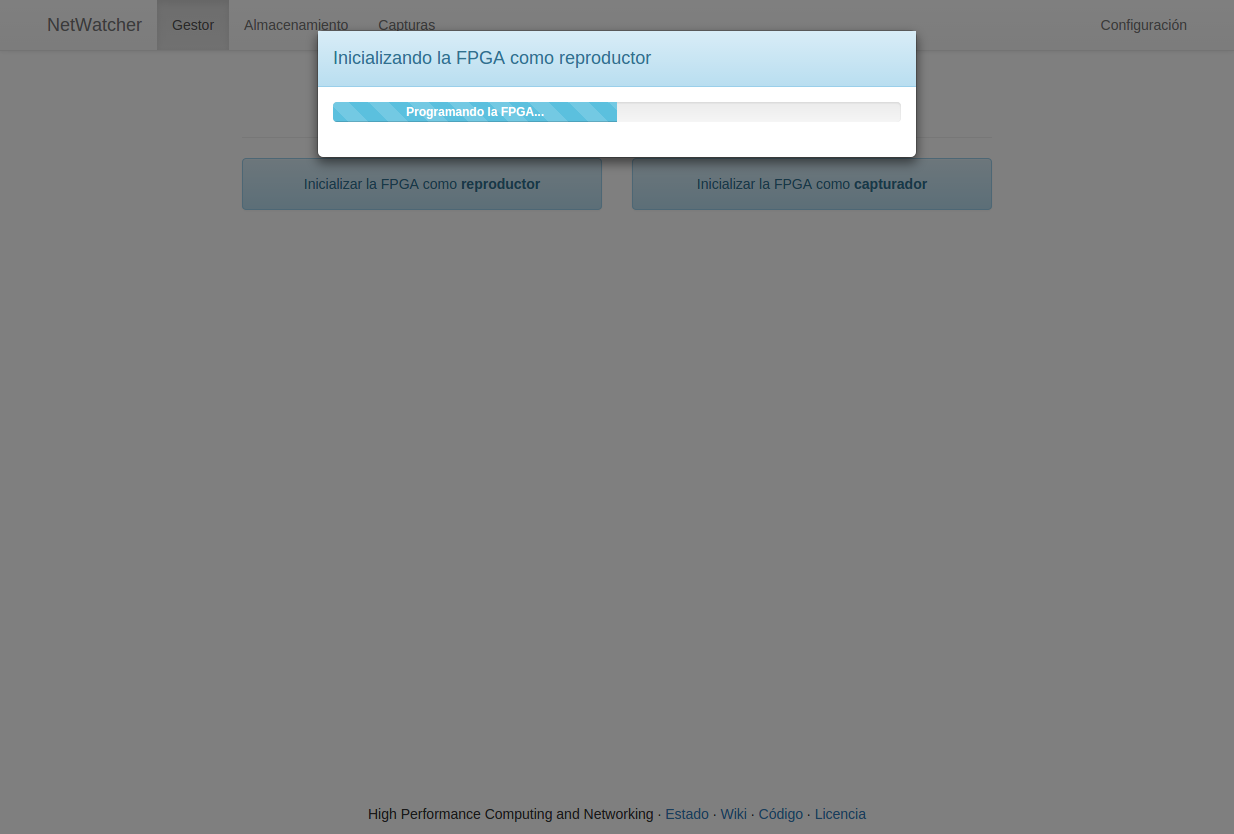 NetWatcher Gestor Almacenamiento Capturas Configuración
Inicializando la FPGA como reproductor
Programando la FPGA...
Inicializar la FPGA como reproductor Inicializar la FPGA como capturador
High Performance Computing and Networking · Estado · Wiki · Código · Licencia